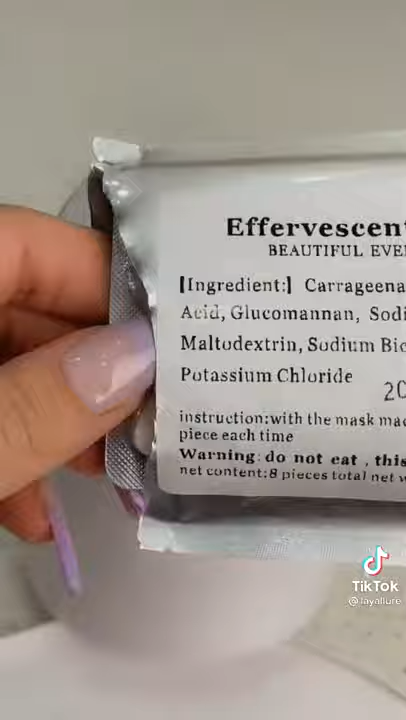 Effervescent
BEAUTIFUL EVE
[Ingredient:] Carrageena
Acid, Glucomannan, Sodi
Maltodextrin, Sodium Bic
Potassium Chloride
20
instruction:with the mask mac
piece each time
Warning: do not eat , this
net content:8 pieces total net w
TikTok
@layallure